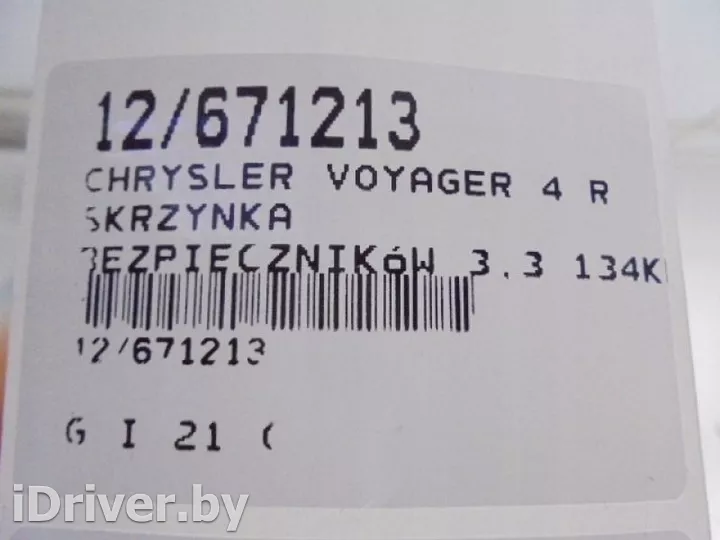 12/671213
CHRYSLER VOYAGER 4 R
SKRZYNKA
BEZPIECZNIKóW 3.3 134K
12/671213
G I 21 (
iDriver.by